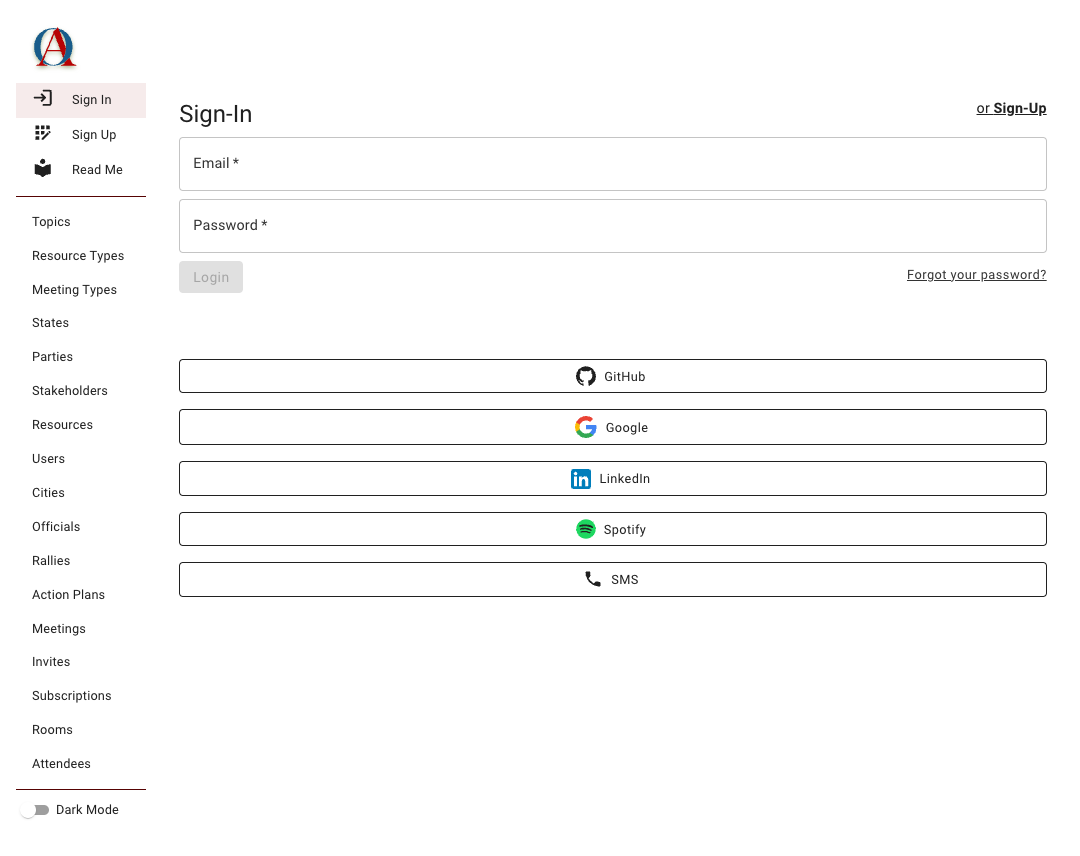 Sign In
Sign Up
Read Me
Topics
Resource Types
Meeting Types
States
Parties
Stakeholders
Resources
Users
Cities
Officials
Rallies
Action Plans
Meetings
Invites
Subscriptions
Rooms
Attendees
Dark Mode
Sign-In
or Sign-Up
Email *
Password *
Login
Forgot your password?
GitHub
Google
LinkedIn
Spotify
SMS